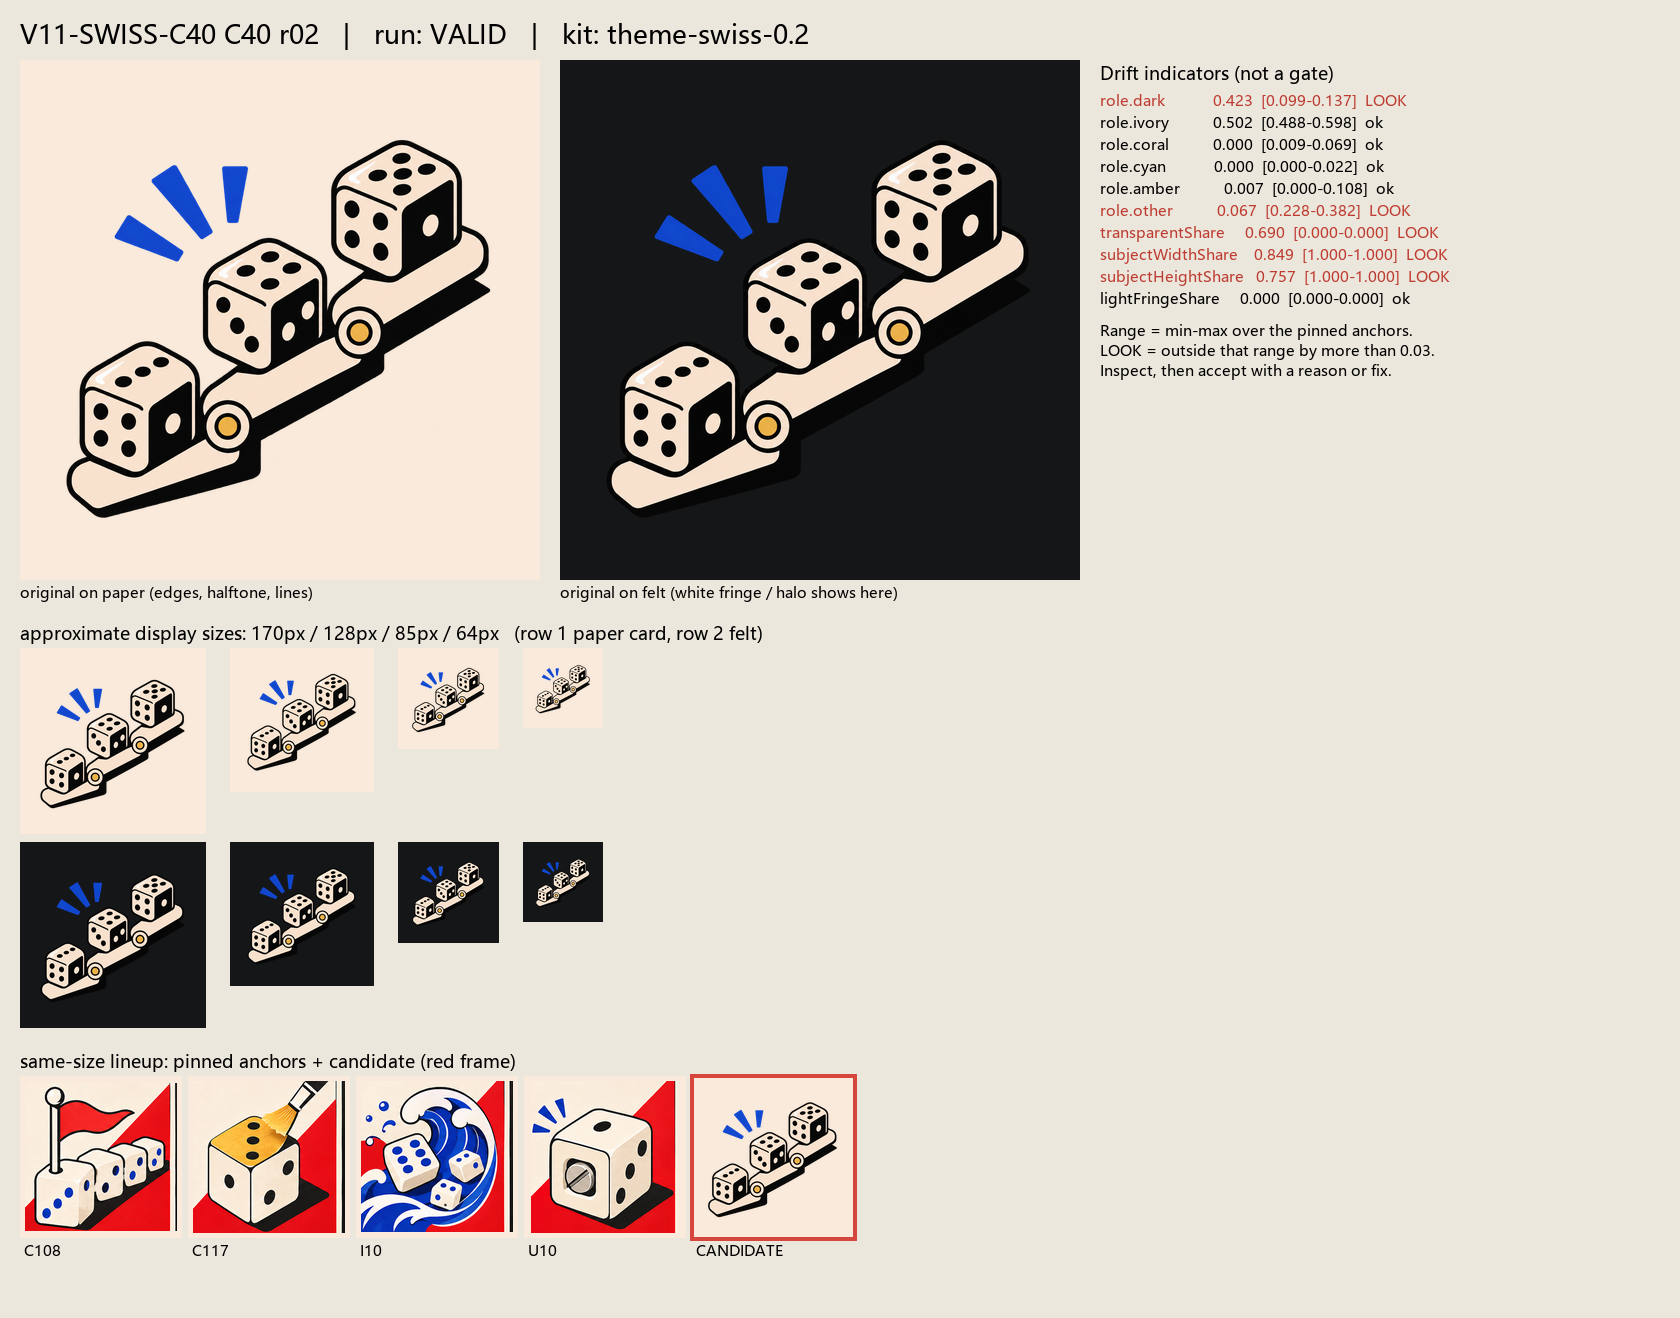 V11-SWISS-C40 C40 r02 | run: VALID | kit: theme-swiss-0.2
Drift indicators (not a gate)
role.dark 0.423 [0.099-0.137] LOOK
role.ivory 0.502 [0.488-0.598] ok
role.coral 0.000 [0.009-0.069] ok
role.cyan 0.000 [0.000-0.022] ok
role.amber 0.007 [0.000-0.108] ok
role.other 0.067 [0.228-0.382] LOOK
transparentShare 0.690 [0.000-0.000] LOOK
subjectWidthShare 0.849 [1.000-1.000] LOOK
subjectHeightShare 0.757 [1.000-1.000] LOOK
lightFringeShare 0.000 [0.000-0.000] ok
Range = min-max over the pinned anchors.
LOOK = outside that range by more than 0.03.
Inspect, then accept with a reason or fix.
original on paper (edges, halftone, lines)
original on felt (white fringe / halo shows here)
approximate display sizes: 170px / 128px / 85px / 64px (row 1 paper card, row 2 felt)
same-size lineup: pinned anchors + candidate (red frame)
C108
C117
I10
U10
CANDIDATE